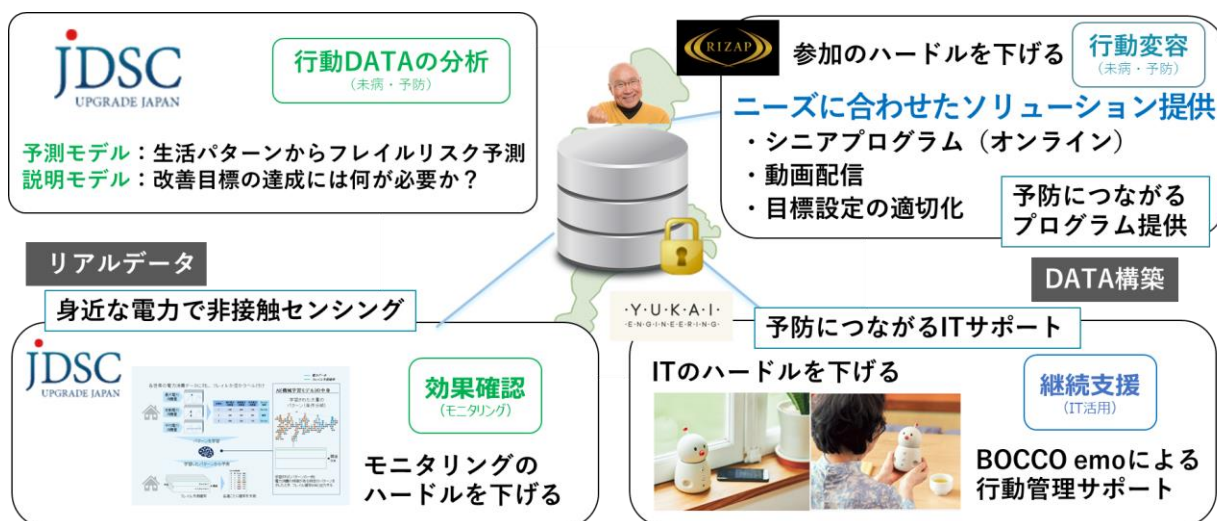 JDSC
UPGRADE JAPAN
行動DATAの分析
(未病・予防)
予測モデル：生活パターンからフレイルリスク予測
説明モデル：改善目標の達成には何が必要か？
RIZAP
参加のハードルを下げる
行動変容
(未病・予防)
ニーズに合わせたソリューション提供
・シニアプログラム（オンライン）
・動画配信
・目標設定の適切化
予防につながる
プログラム提供
リアルデータ
身近な電力で非接触センシング
JDSC
UPGRADE JAPAN
効果確認
(モニタリング)
モニタリングの
ハードルを下げる
DATA構築
·Y·U·K·A·I·
·E·N·G·I·N·E·E·R·I·N·G·
予防につながるITサポート
ITのハードルを下げる
継続支援
(IT活用)
BOCCO emoによる
行動管理サポート